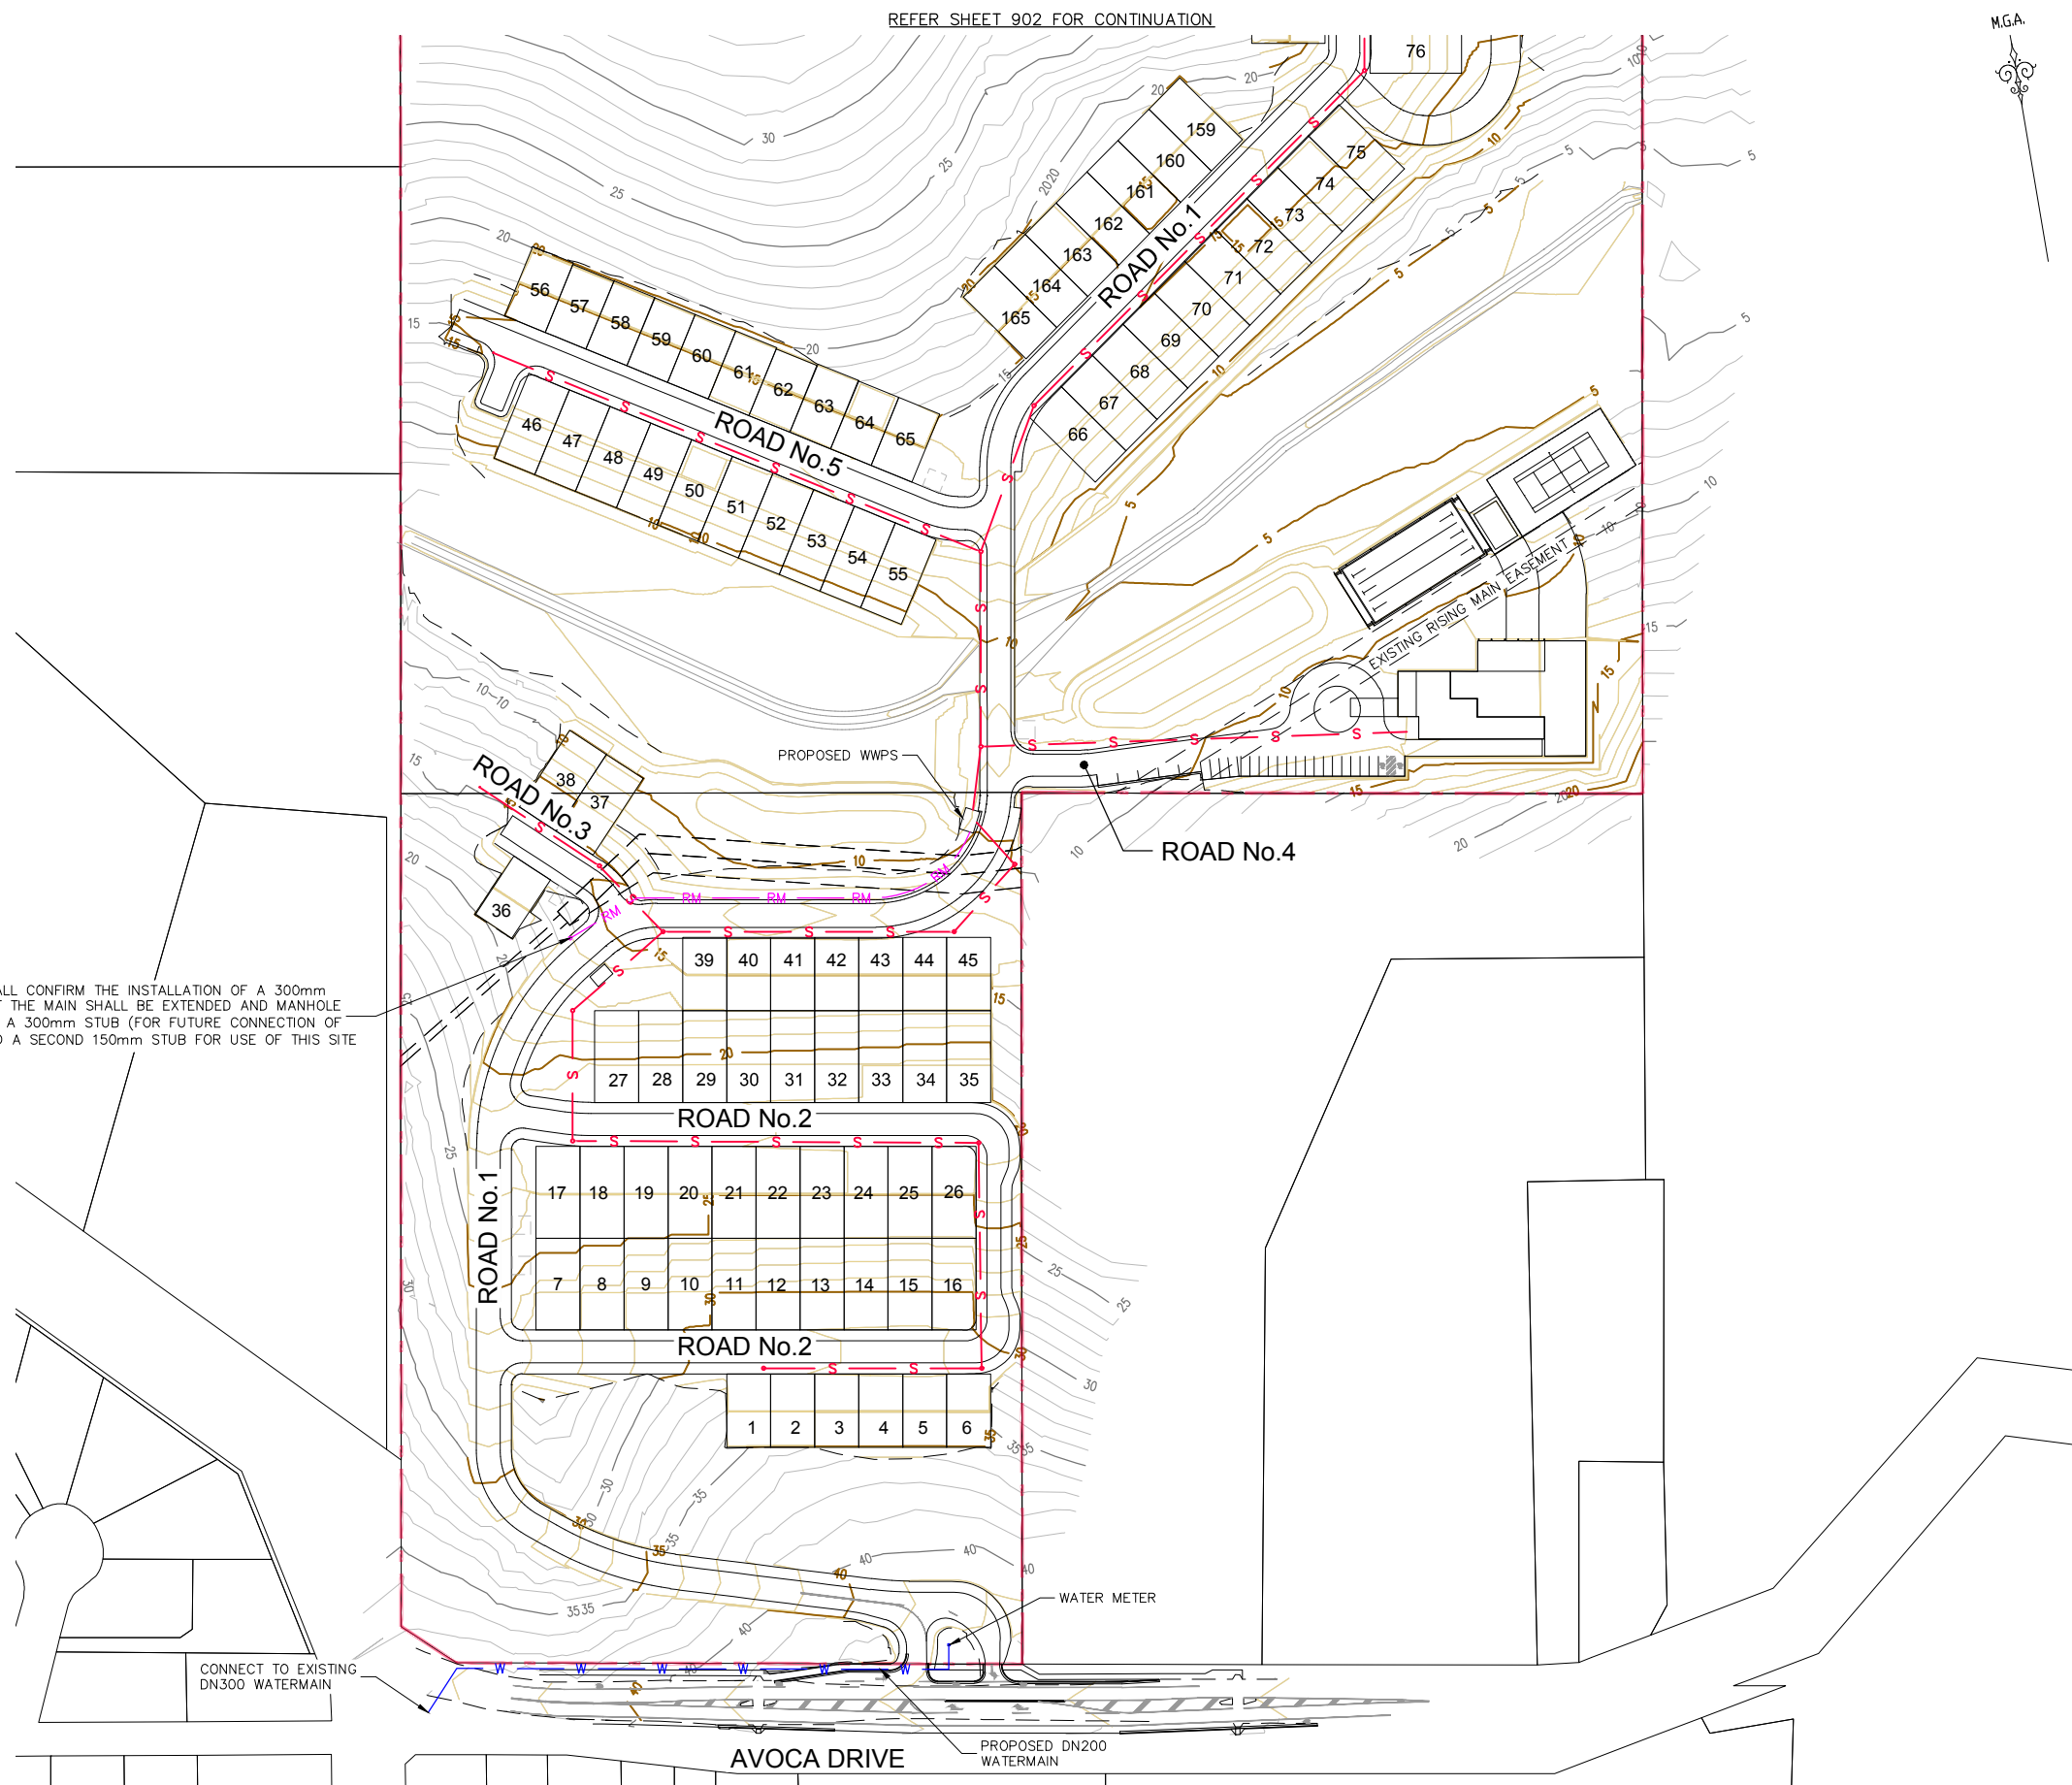 REFER SHEET 902 FOR CONTINUATION
M.G.A.
76
159
160
161
162
163
164
165
75
74
73
72
71
70
69
68
67
66
ROAD No.1
56
57
58
59
60
61
62
63
64
65
ROAD No.5
46
47
48
49
50
51
52
53
54
55
EXISTING RISING MAIN EASEMENT
PROPOSED WWPS
ROAD No.3
38
37
36
ROAD No.4
RM
RM
RM
RM
RM
39 40 41 42 43 44 45
ALL CONFIRM THE INSTALLATION OF A 300mm
THE MAIN SHALL BE EXTENDED AND MANHOLE
A 300mm STUB (FOR FUTURE CONNECTION OF
A SECOND 150mm STUB FOR USE OF THIS SITE
27 28 29 30 31 32 33 34 35
ROAD No.2
17 18 19 20 21 22 23 24 25 26
ROAD No.1
7 8 9 10 11 12 13 14 15 16
ROAD No.2
1 2 3 4 5 6
WATER METER
CONNECT TO EXISTING
DN300 WATERMAIN
W W W W W W
PROPOSED DN200
WATERMAIN
AVOCA DRIVE